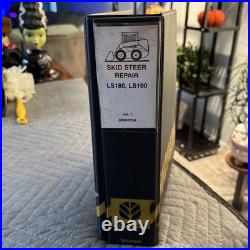 SKID STEER
REPAIR
LS180, LS190
Vol. 1